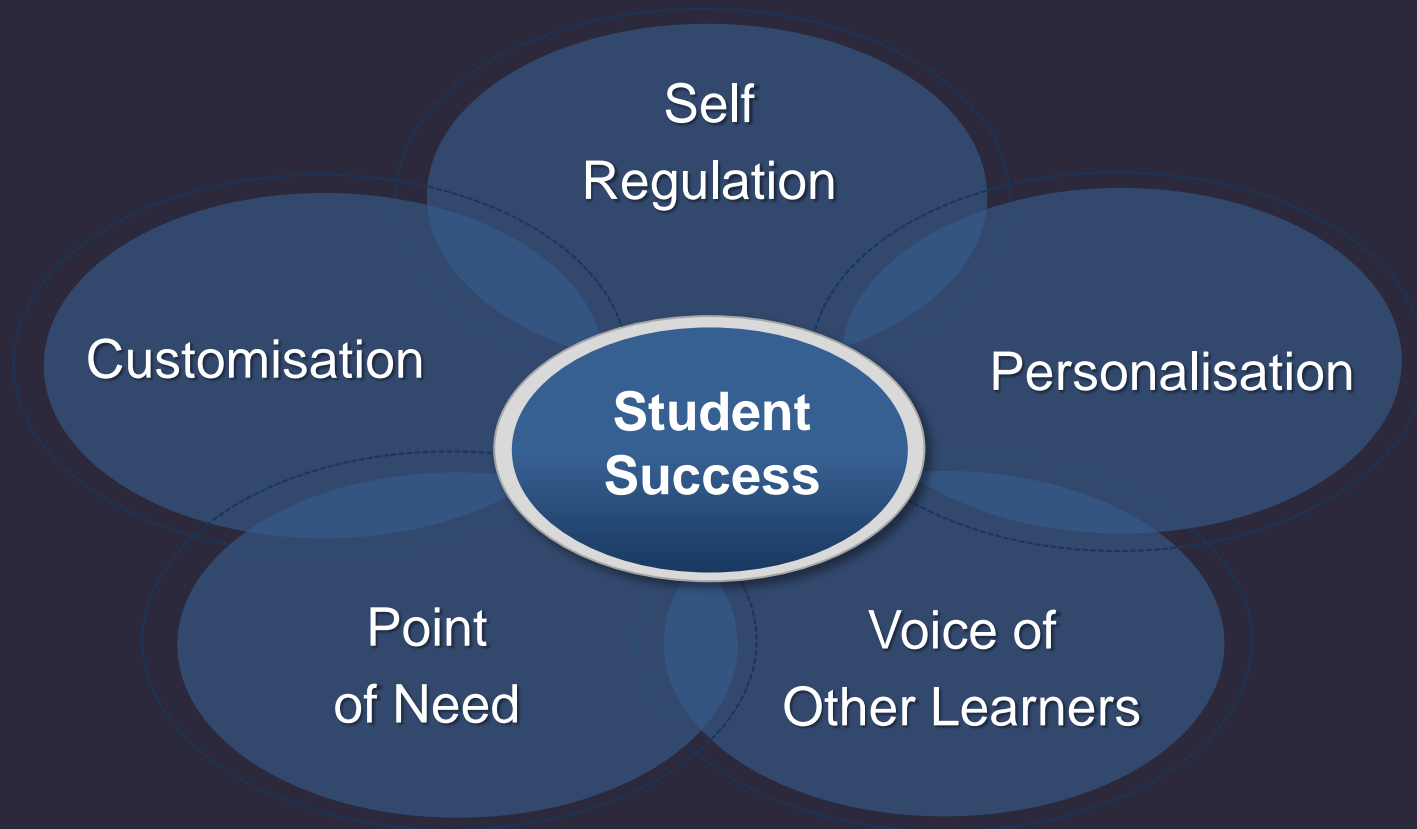 Self
Regulation
Customisation
Personalisation
Student
Success
Point
of Need
Voice of
Other Learners